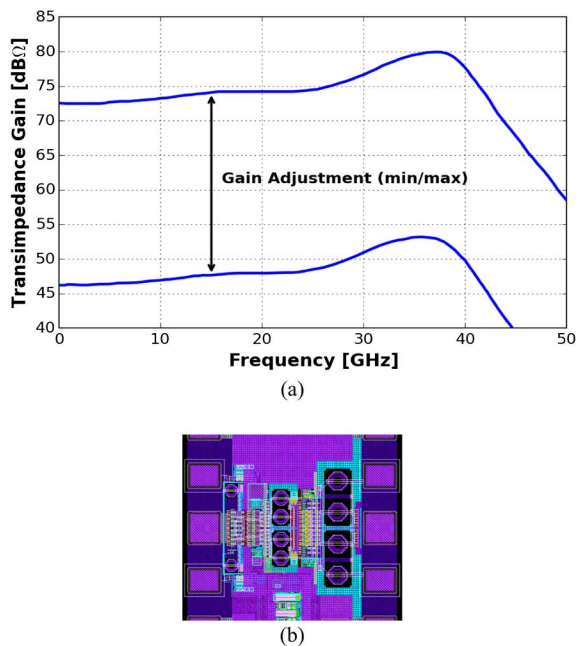 85
80
75
70
65
60
55
50
45
40
Transimpedance Gain [dBΩ]
Gain Adjustment (min/max)
0 10 20 30 40 50
Frequency [GHz]
(a)
(b)